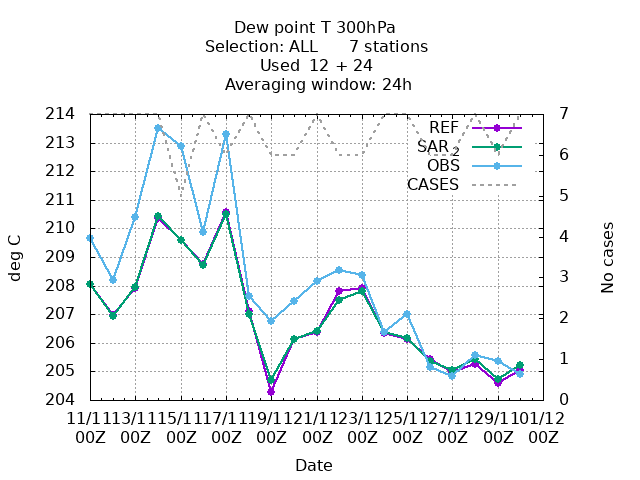 Dew point T 300hPa
Selection: ALL 7 stations
Used 12 + 24
Averaging window: 24h
214
213
212
211
210
209
208
207
206
205
204
deg C
7
6
5
4
3
2
1
0
No cases
REF
SAR 2
OBS
CASES
11/11 13/11 15/11 17/11 19/11 21/11 23/11 25/11 27/11 29/11 01/12
00Z 00Z 00Z 00Z 00Z 00Z 00Z 00Z 00Z 00Z 00Z
Date